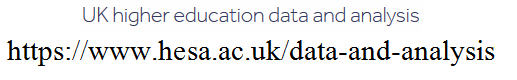 UK higher education data and analysis
https://www.hesa.ac.uk/data-and-analysis